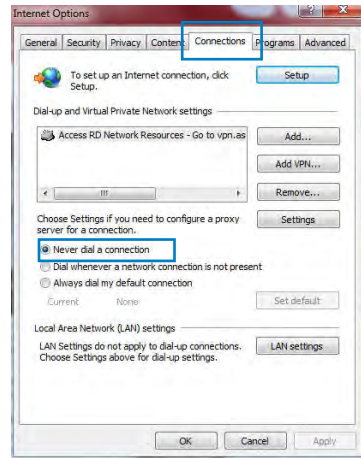 Internet Options
General Security Privacy Content Connections Programs Advanced
To set up an Internet connection, click
Setup.
Setup
Dial-up and Virtual Private Network settings
Access RD Network Resources - Go to vpn.as
Add...
Add VPN...
Remove...
Choose Settings if you need to configure a proxy
server for a connection.
Settings
Never dial a connection
Dial whenever a network connection is not present
Always dial my default connection
Current None
Set default
Local Area Network (LAN) settings
LAN Settings do not apply to dial-up connections.
Choose Settings above for dial-up settings.
LAN settings
OK Cancel Apply